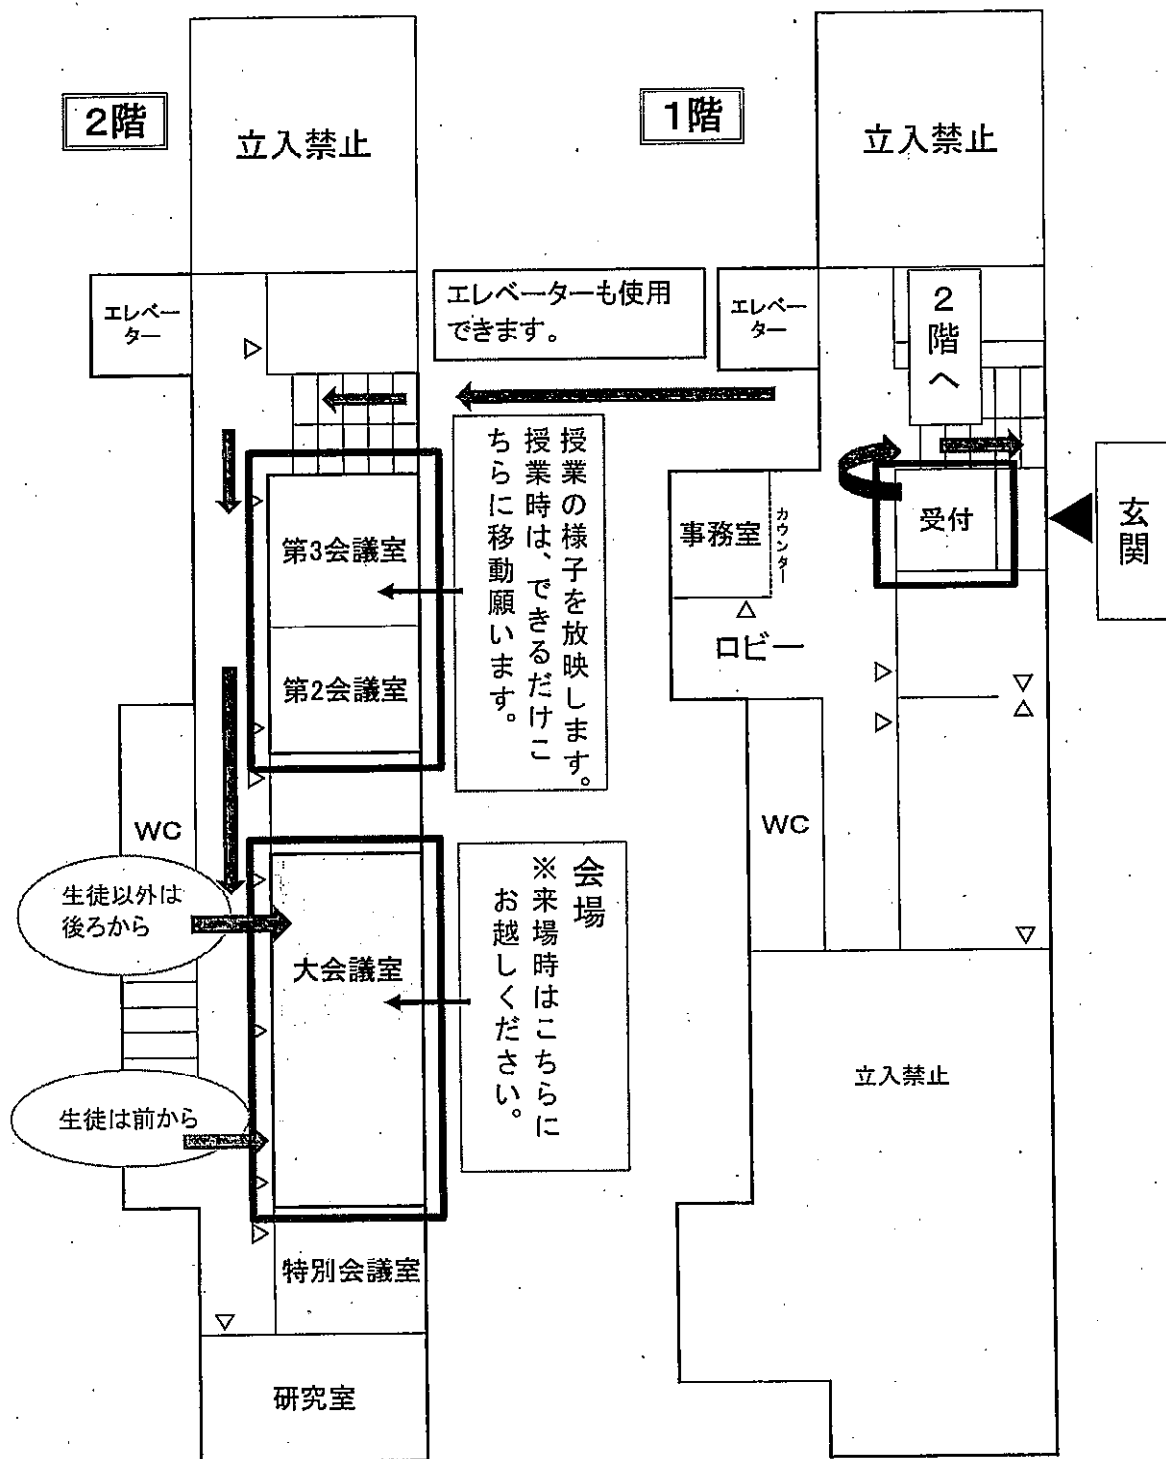 2階
立入禁止
エレベー
ター
第3会議室
第2会議室
WC
生徒以外は
後ろから
大会議室
生徒は前から
特別会議室
研究室
エレベーターも使用
できます。
授業の様子を放映します。
授業時は、できるだけこ
ちらに移動願います。
会場
※来場時はこちらに
お越しください。
1階
立入禁止
エレベー
ター
2階へ
受付
玄関
事務室
カウンター
ロビー
WC
立入禁止